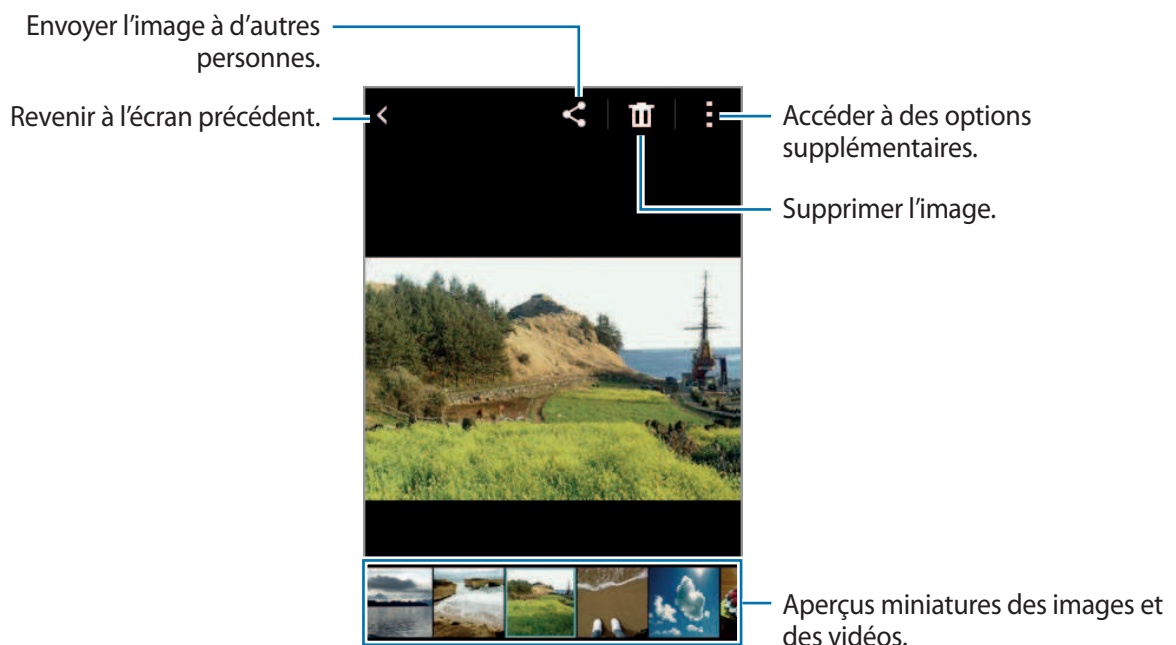 Envoyer l’image à d’autres
personnes.
Revenir à l’écran précédent.
Accéder à des options
supplémentaires.
Supprimer l’image.
Aperçus miniatures des images et
des vidéos.